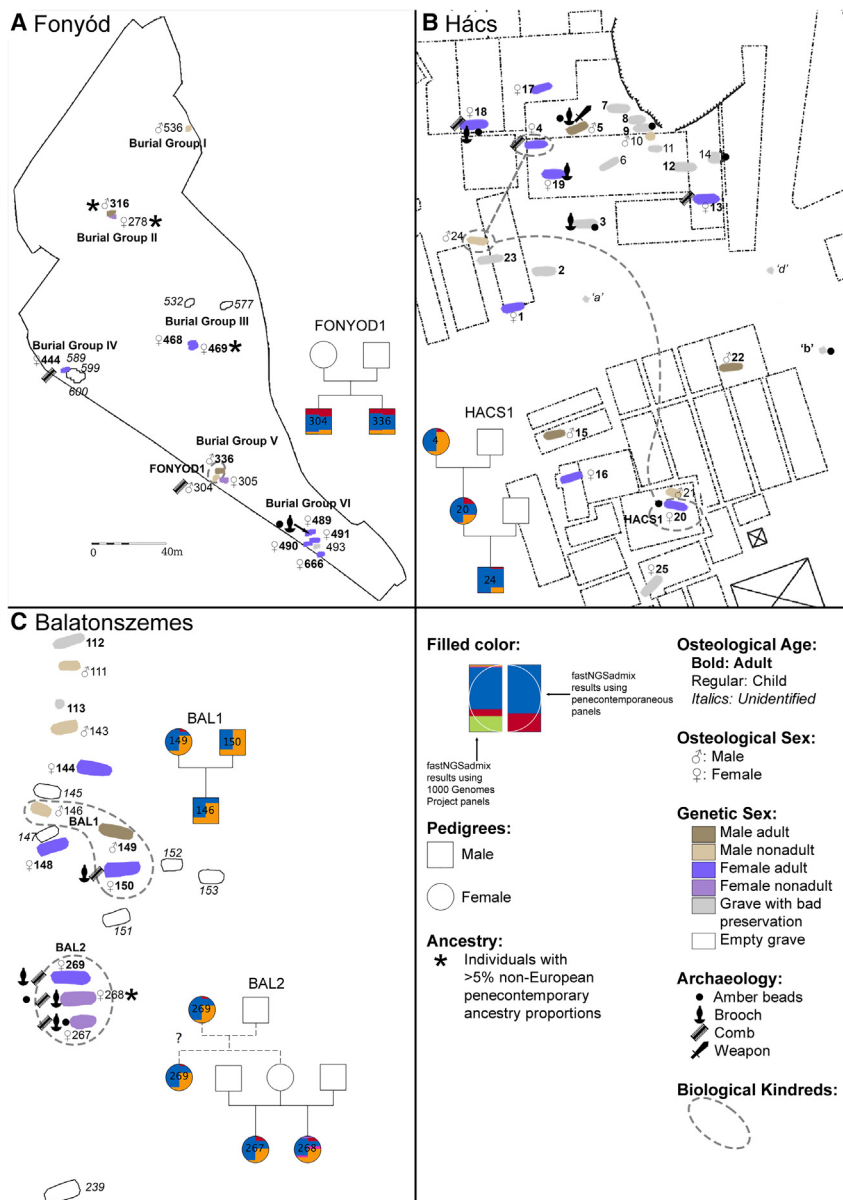 A Fonyód
♂536
Burial Group I
♂316
♀278
Burial Group II
532
577
Burial Group III
♀468
♀469
FONYOD1
304
336
Burial Group IV
♀444
589
599
600
Burial Group V
♂336
FONYOD1
♂304
♀305
Burial Group VI
♀489
♀491
♀490
493
♀666
0
40m
B Hács
♀17
♀18
♀4
♂5
7
8
9
♂10
11
6
12
14
♀19
♀13
3
♂24
23
2
'a'
'd'
♀1
'b'
♂22
♂15
♀16
♂21
HACS1 ♀20
♀25
HACS1
4
20
24
C Balatonszemes
112
♂111
113
♂143
♀144
145
♂146
BAL1
147
♂149
♀148
♀150
152
153
151
BAL1
149
150
146
BAL2
♀269
♀268
♀267
239
BAL2
269
?
269
267
268
Filled color:
fastNGSadmix
results using
penecontemporaneous
panels
fastNGSadmix
results using
1000 Genomes
Project panels
Pedigrees:
Male
Female
Ancestry:
Individuals with
>5% non-European
penecontemporary
ancestry proportions
Osteological Age:
Bold: Adult
Regular: Child
Italics: Unidentified
Osteological Sex:
♂: Male
♀: Female
Genetic Sex:
Male adult
Male nonadult
Female adult
Female nonadult
Grave with bad
preservation
Empty grave
Archaeology:
Amber beads
Brooch
Comb
Weapon
Biological Kindreds: